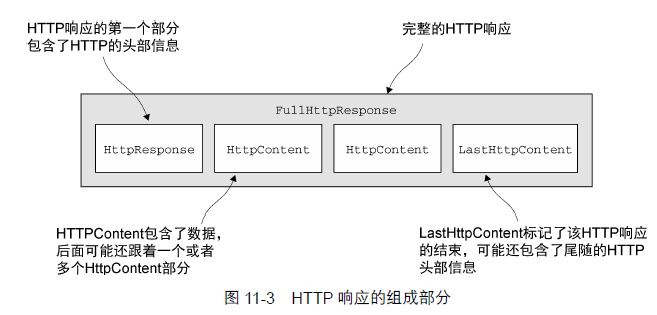 HTTP响应的第一个部分
包含了HTTP的头部信息
完整的HTTP响应
FullHttpResponse
HttpResponse
HttpContent
HttpContent
LastHttpContent
HTTPContent包含了数据，
后面可能还跟着一个或者
多个HttpContent部分
LastHttpContent标记了该HTTP响应
的结束，可能还包含了尾随的HTTP
头部信息
图 11-3 HTTP 响应的组成部分